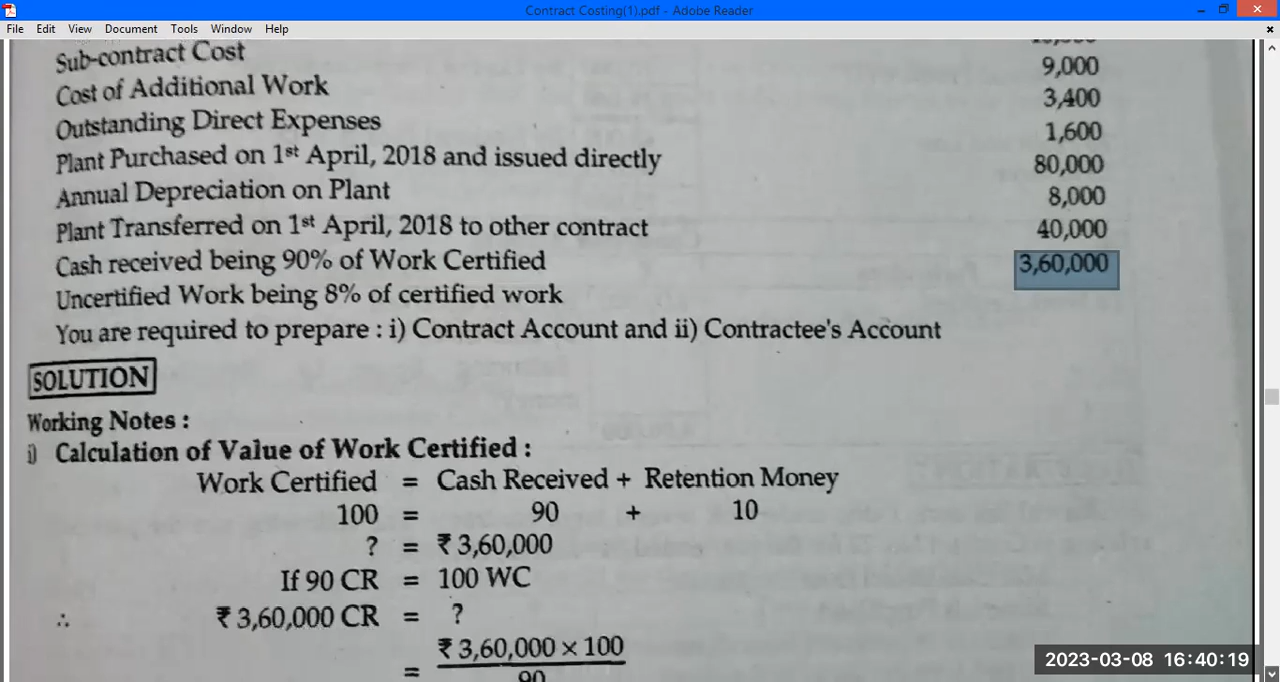 Contract Costing(1).pdf - Adobe Reader
File Edit View Document Tools Window Help
Sub-contract Cost 9,000
Cost of Additional Work 3,400
Outstanding Direct Expenses 1,600
Plant Purchased on 1st April, 2018 and issued directly 80,000
Annual Depreciation on Plant 8,000
Plant Transferred on 1st April, 2018 to other contract 40,000
Cash received being 90% of Work Certified 3,60,000
Uncertified Work being 8% of certified work
You are required to prepare : i) Contract Account and ii) Contractee's Account
SOLUTION
Working Notes :
i) Calculation of Value of Work Certified :
Work Certified = Cash Received + Retention Money
100 = 90 + 10
? = ₹ 3,60,000
If 90 CR = 100 WC
∴ ₹ 3,60,000 CR = ?
= ₹ 3,60,000 × 100
90
2023-03-08 16:40:19